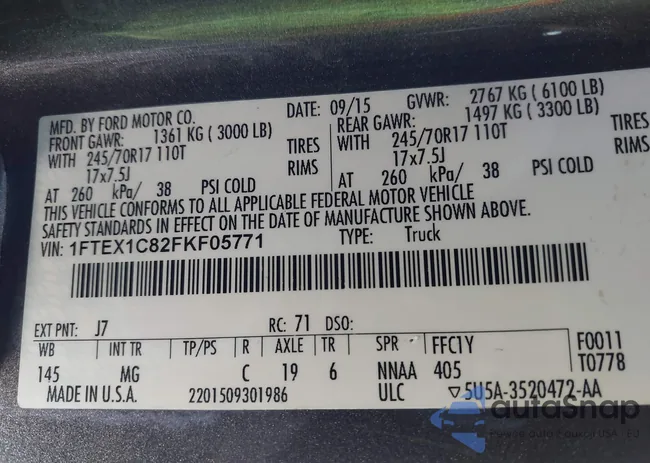 MFD. BY FORD MOTOR CO. DATE: 09/15 GVWR: 2767 KG ( 6100 LB)
FRONT GAWR: 1361 KG ( 3000 LB) REAR GAWR: 1497 KG ( 3300 LB)
WITH 245/70R17 110T TIRES WITH 245/70R17 110T TIRES
17x7.5J RIMS 17x7.5J RIMS
AT 260 kPa/ 38 PSI COLD AT 260 kPa/ 38 PSI COLD
THIS VEHICLE CONFORMS TO ALL APPLICABLE FEDERAL MOTOR VEHICLE
SAFETY STANDARDS IN EFFECT ON THE DATE OF MANUFACTURE SHOWN ABOVE.
VIN: 1FTEX1C82FKF05771 TYPE: Truck
EXT PNT: J7 RC: 71 DSO:
WB INT TR TP/PS R AXLE TR SPR FFC1Y F0011
145 MG C 19 6 NNAA 405 T0778
MADE IN U.S.A. 2201509301986 ULC ▽5U5A-3520472-AA
autoSnap